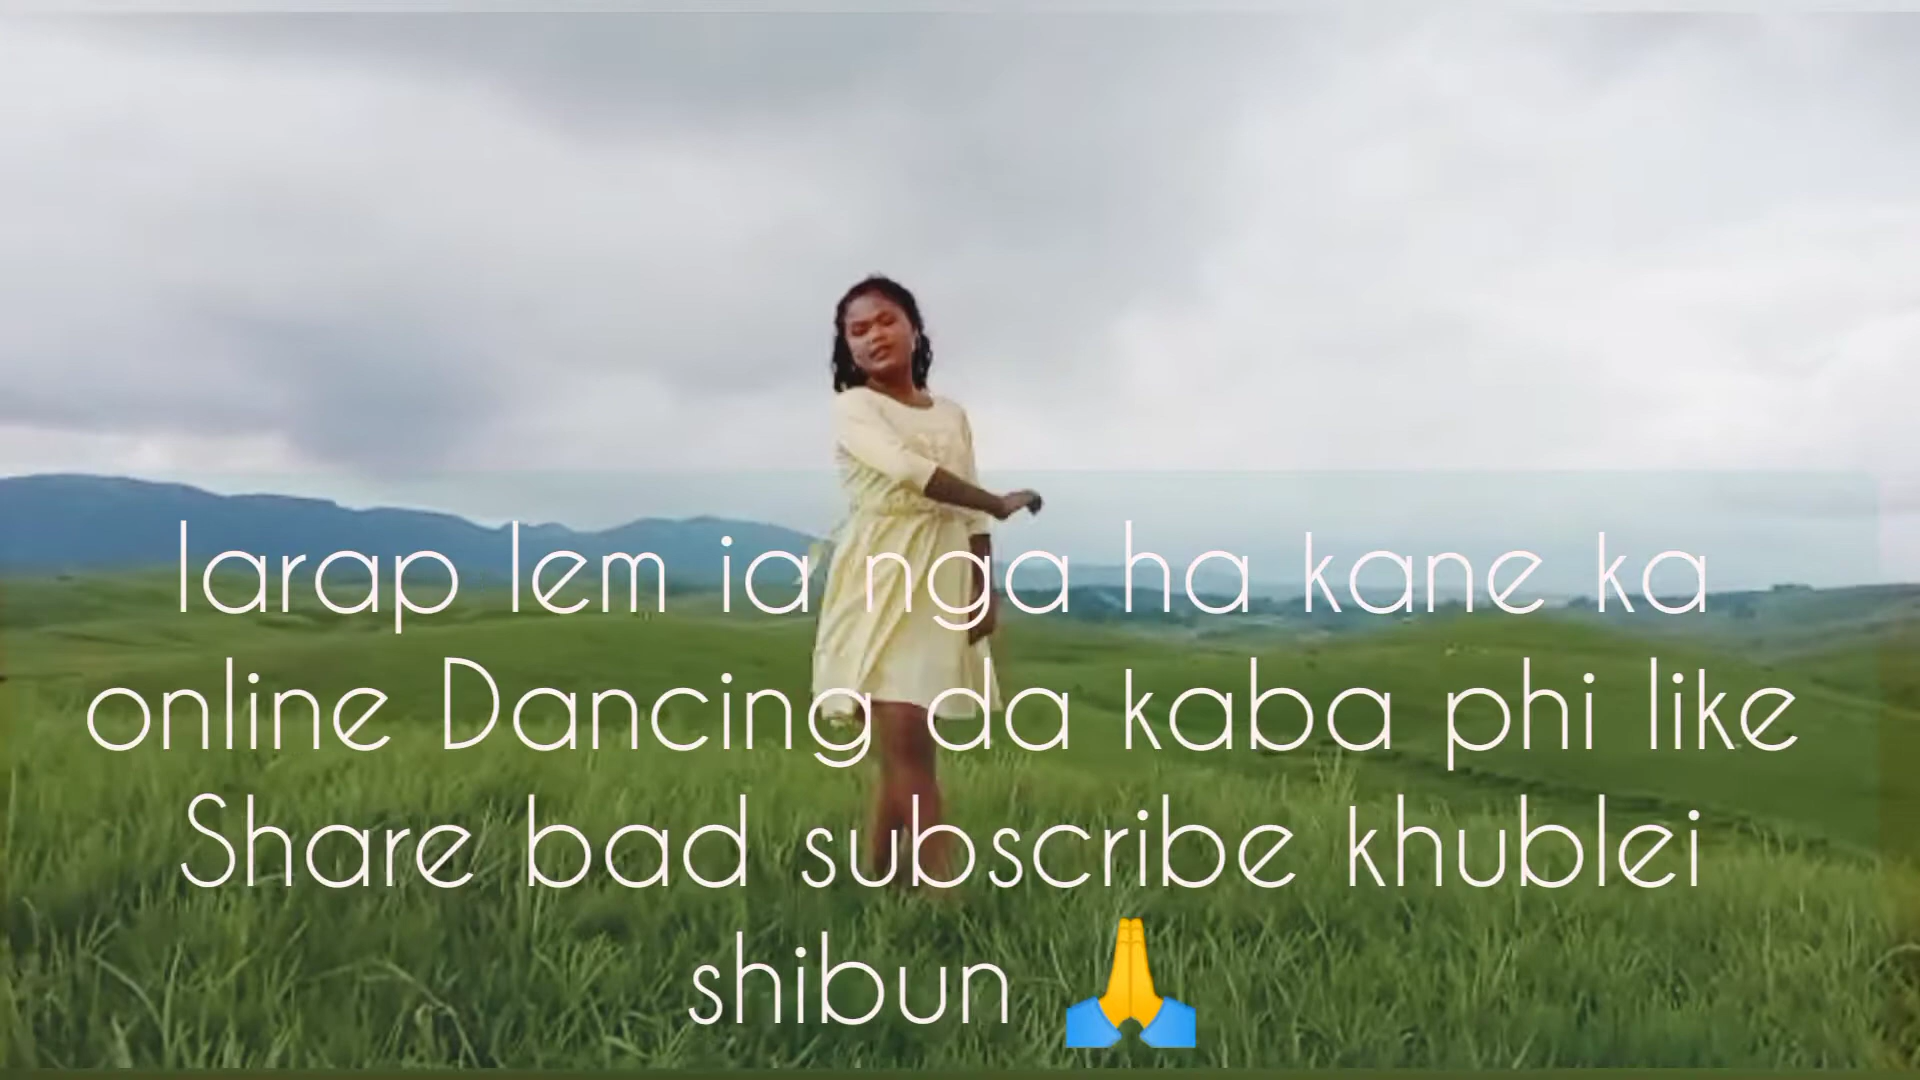 Iarap lem ia nga ha kane ka
online Dancing da kaba phi like
Share bad subscribe khublei
shibun 🙏